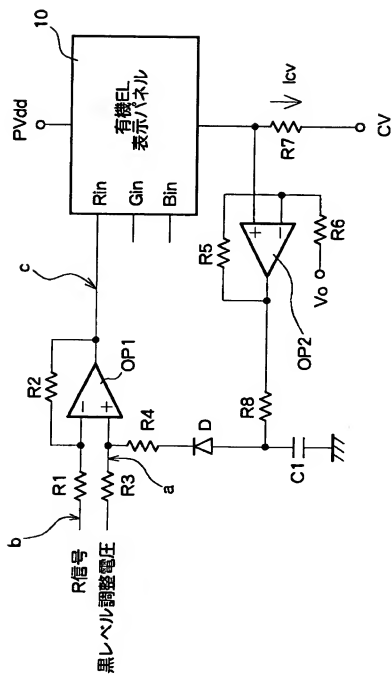 10
PVdd
有機EL
表示パネル
Rin
Gin
Bin
Icv
R7
CV
c
R2
OP1
R1
R3
R4
b
a
R信号
黒レベル調整電圧
D
R8
C1
R5
R6
Vo
OP2
+
−
−
+